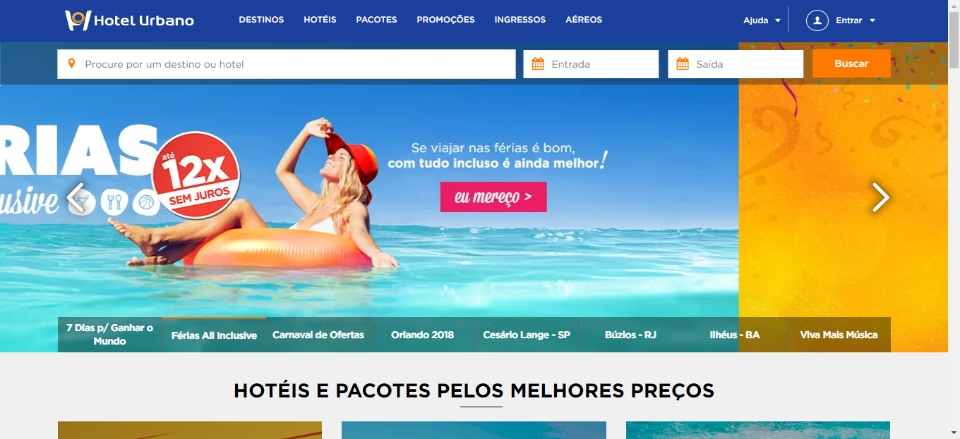 Hotel Urbano
DESTINOS HOTÉIS PACOTES PROMOÇÕES INGRESSOS AÉREOS
Ajuda
Entrar
Procure por um destino ou hotel
Entrada
Saída
Buscar
RIAS
usive
até
12X
SEM JUROS
Se viajar nas férias é bom,
com tudo incluso é ainda melhor!
eu mereço >
7 Dias p/ Ganhar o
Mundo
Férias All Inclusive
Carnaval de Ofertas
Orlando 2018
Cesário Lange - SP
Búzios - RJ
Ilhéus - BA
Viva Mais Música
HOTÉIS E PACOTES PELOS MELHORES PREÇOS